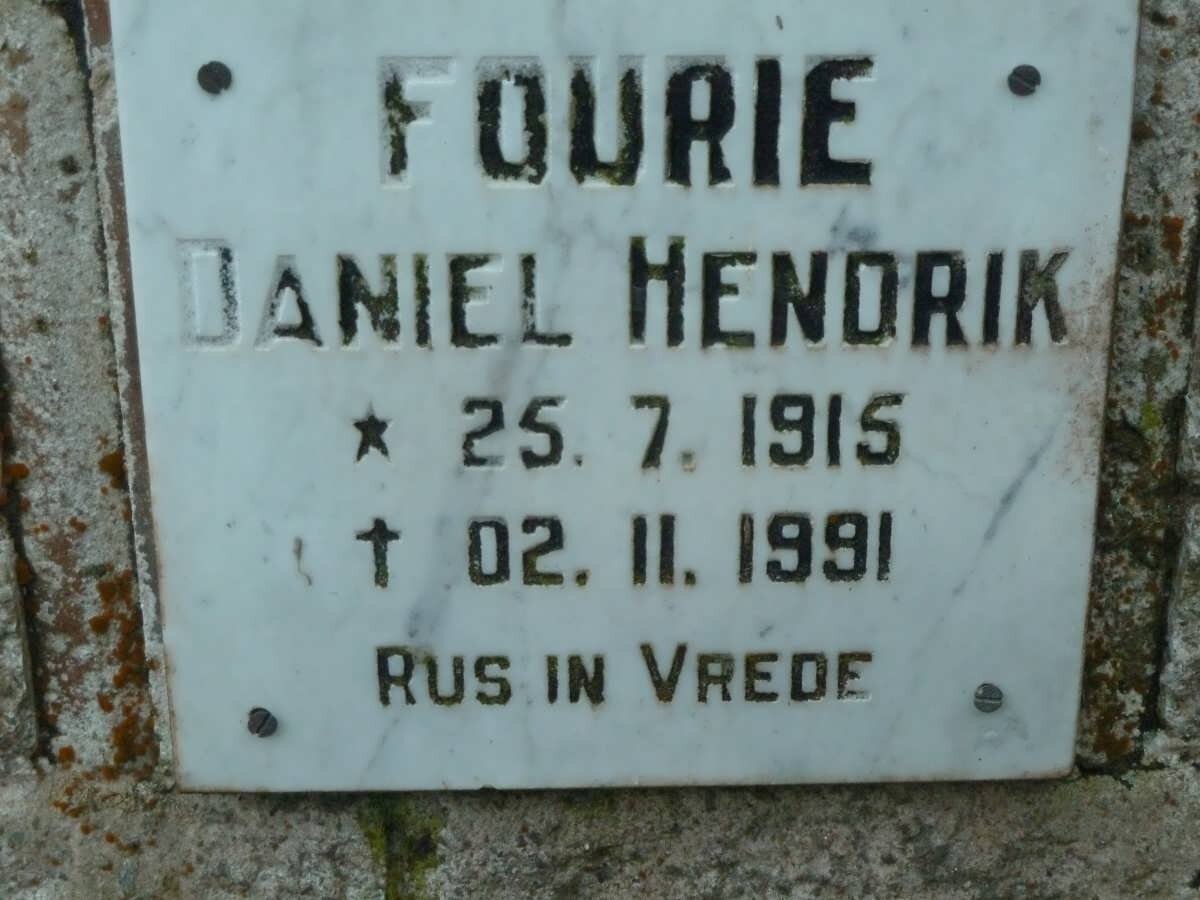 FOURIE
DANIEL HENDRIK
★ 25. 7. 1915
† 02. 11. 1991
RUS IN VREDE